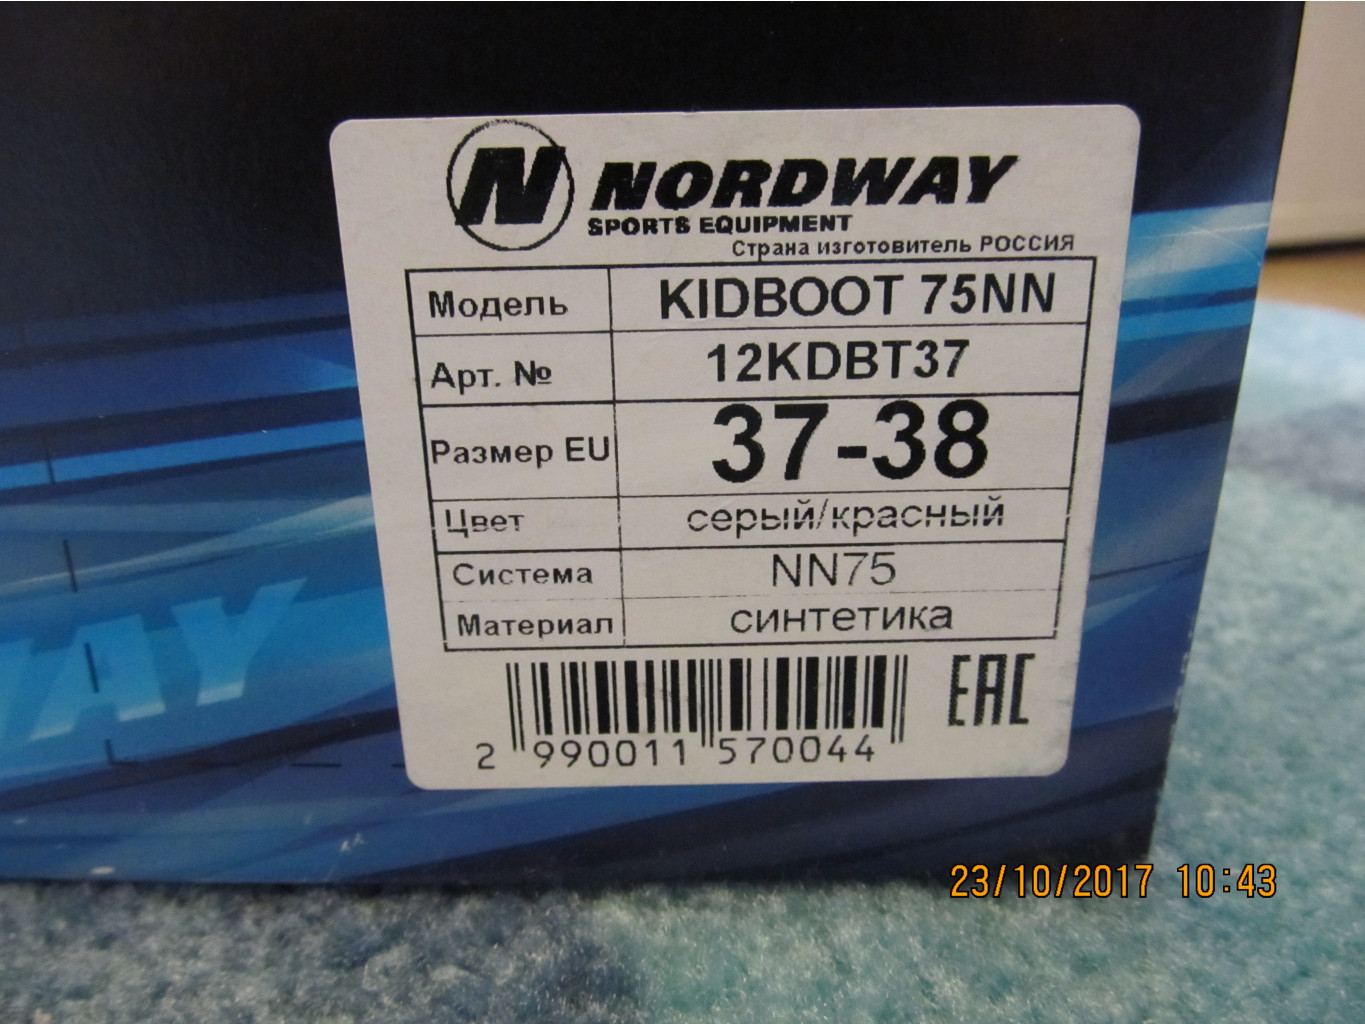 N NORDWAY
SPORTS EQUIPMENT
Страна изготовитель РОССИЯ
Модель KIDBOOT 75NN
Арт. № 12KDBT37
Размер EU 37-38
Цвет серый/красный
Система NN75
Материал синтетика
EAC
2 990011 570044
WAY
23/10/2017 10:43